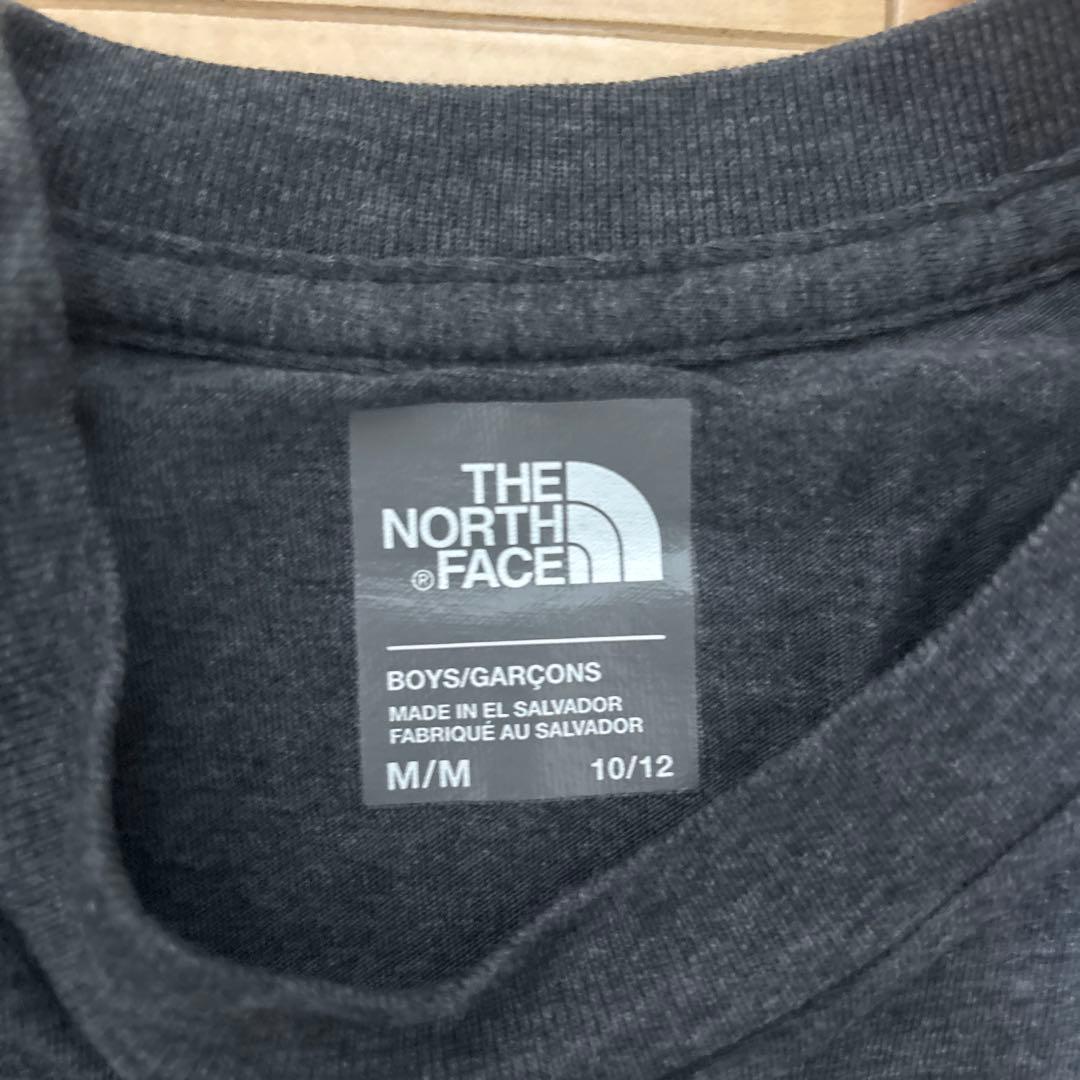 THE
NORTH
®FACE
BOYS/GARÇONS
MADE IN EL SALVADOR
FABRIQUÉ AU SALVADOR
M/M 10/12